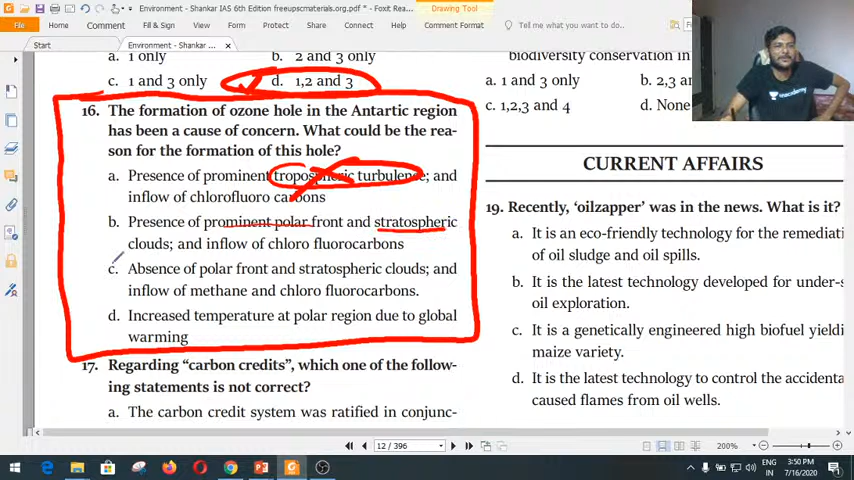 Environment - Shankar IAS 6th Edition freeupscmaterials.org.pdf * - Foxit Rea...
Drawing Tool
File
Fill & Sign
Form
Share
Help
Extras
Comment Format
Tell me what you want to do...
Start
Environment - Shankar ...
a. 1 only
b. 2 and 3 only
c. 1 and 3 only
d. 1,2 and 3
16. The formation of ozone hole in the Antartic region
has been a cause of concern. What could be the rea-
son for the formation of this hole?
a. Presence of prominent tropospheric turbulence; and
inflow of chlorofluoro carbons
b. Presence of prominent polar front and stratospheric
clouds; and inflow of chloro fluorocarbons
c. Absence of polar front and stratospheric clouds; and
inflow of methane and chloro fluorocarbons.
d. Increased temperature at polar region due to global
warming
17. Regarding "carbon credits", which one of the follow-
ing statements is not correct?
a. The carbon credit system was ratified in conjunc-
biodiversity conservation in
a. 1 and 3 only
b. 2,3 an
c. 1,2,3 and 4
d. None
unacademy
CURRENT AFFAIRS
19. Recently, 'oilzapper' was in the news. What is it?
a. It is an eco-friendly technology for the remediati
of oil sludge and oil spills.
b. It is the latest technology developed for under-s
oil exploration.
c. It is a genetically engineered high biofuel yieldi
maize variety.
d. It is the latest technology to control the accidenta
caused flames from oil wells.
12 / 396
200%
ENG
IN
3:50 PM
7/16/2020